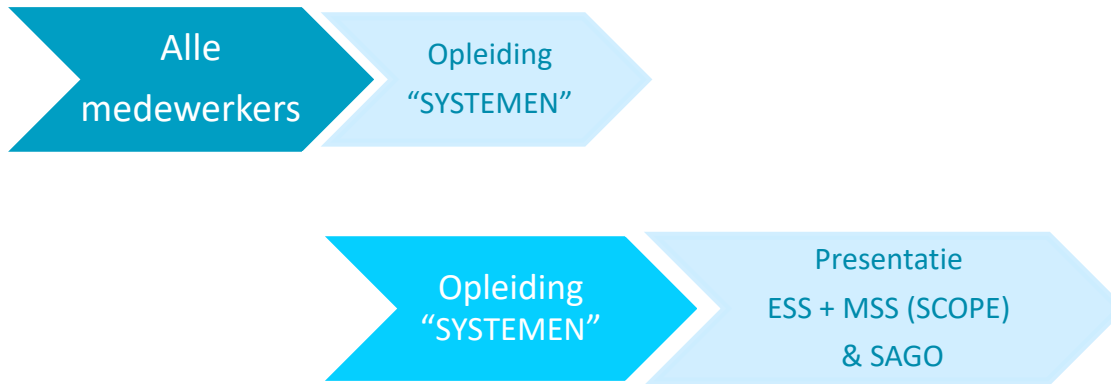 Alle
medewerkers
Opleiding
“SYSTEMEN”
Opleiding
“SYSTEMEN”
Presentatie
ESS + MSS (SCOPE)
& SAGO